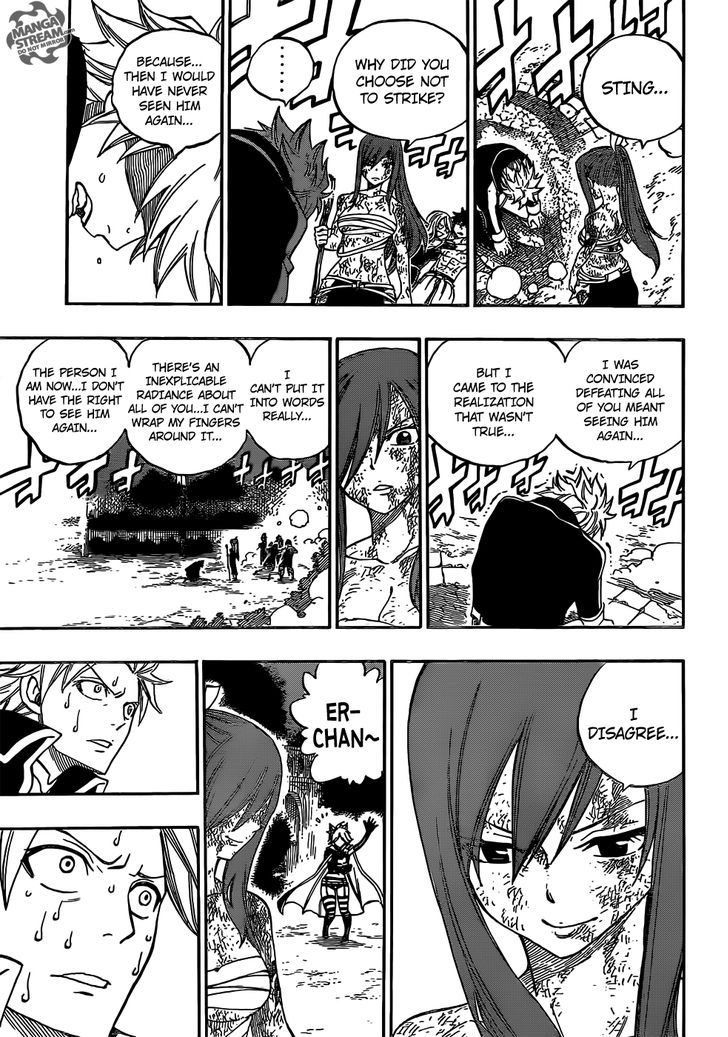 MANGA
STREAM.com
DO NOT MIRROR!
STING...
WHY DID YOU
CHOOSE NOT
TO STRIKE?
......
BECAUSE...
THEN I WOULD
HAVE NEVER
SEEN HIM
AGAIN...
I WAS
CONVINCED
DEFEATING ALL
OF YOU MEANT
SEEING HIM
AGAIN...
BUT I
CAME TO THE
REALIZATION
THAT WASN'T
TRUE...
I
CAN'T PUT IT
INTO WORDS
REALLY...
THERE'S AN
INEXPLICABLE
RADIANCE ABOUT
ALL OF YOU...I CAN'T
WRAP MY FINGERS
AROUND IT...
THE PERSON I
AM NOW...I DON'T
HAVE THE RIGHT
TO SEE HIM
AGAIN...
I
DISAGREE...
ER-
CHAN~